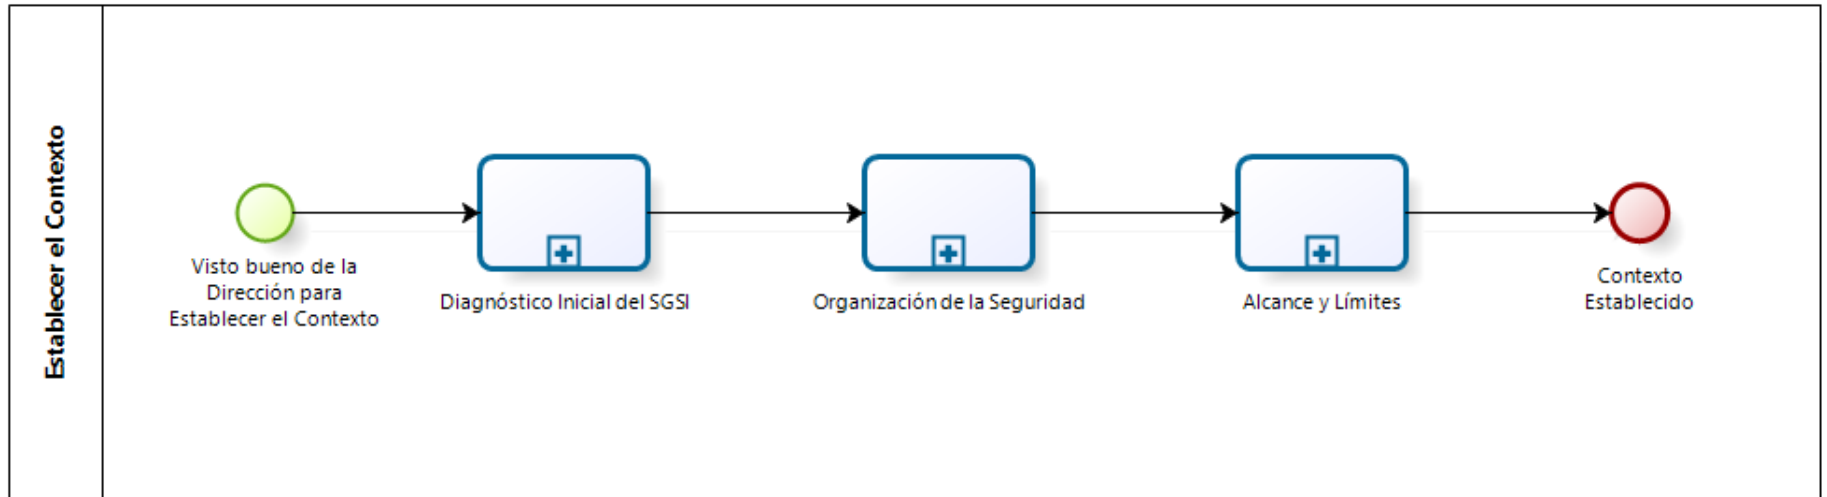 Establecer el Contexto
Visto bueno de la
Dirección para
Establecer el Contexto
Diagnóstico Inicial del SGSI
Organización de la Seguridad
Alcance y Límites
Contexto
Establecido